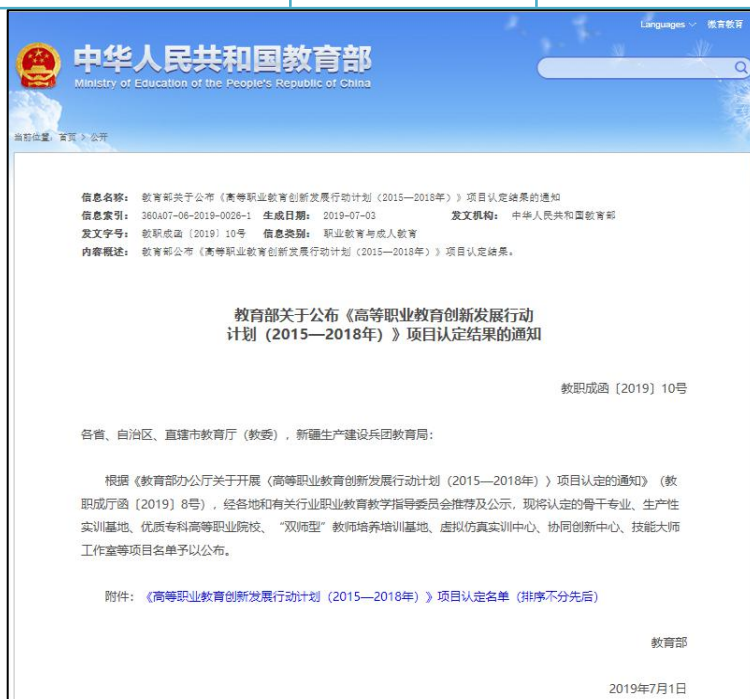 Languages 微言教育
中华人民共和国教育部
Ministry of Education of the People's Republic of China
当前位置：首页 > 公开
信息名称： 教育部关于公布《高等职业教育创新发展行动计划（2015—2018年）》项目认定结果的通知
信息索引： 360A07-06-2019-0026-1 生成日期： 2019-07-03 发文机构： 中华人民共和国教育部
发文字号： 教职成函〔2019〕10号 信息类别： 职业教育与成人教育
内容概述： 教育部公布《高等职业教育创新发展行动计划（2015—2018年）》项目认定结果。
教育部关于公布《高等职业教育创新发展行动
计划（2015—2018年）》项目认定结果的通知
教职成函〔2019〕10号
各省、自治区、直辖市教育厅（教委），新疆生产建设兵团教育局：
根据《教育部办公厅关于开展〈高等职业教育创新发展行动计划（2015—2018年）〉项目认定的通知》（教
职成厅函〔2019〕8号），经各地和有关行业职业教育教学指导委员会推荐及公示，现将认定的骨干专业、生产性
实训基地、优质专科高等职业院校、“双师型”教师培养培训基地、虚拟仿真实训中心、协同创新中心、技能大师
工作室等项目名单予以公布。
附件：《高等职业教育创新发展行动计划（2015—2018年）》项目认定名单（排序不分先后）
教育部
2019年7月1日